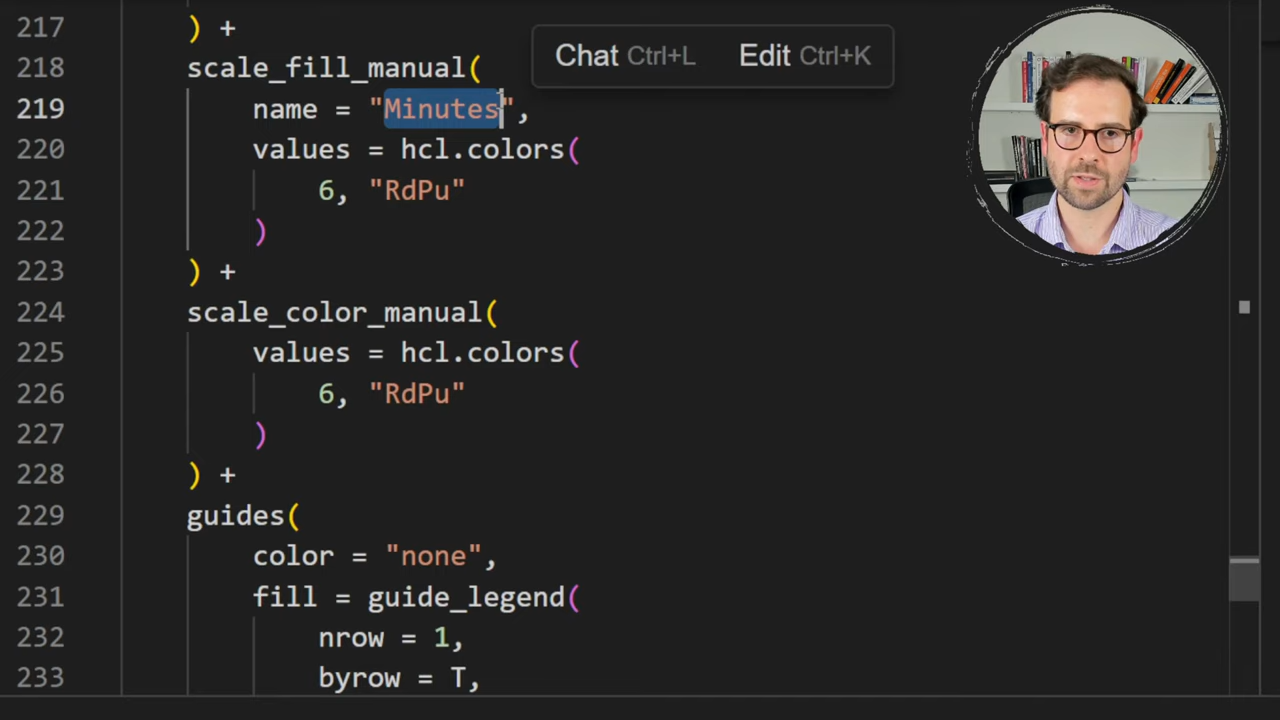 217 ) +
Chat Ctrl+L Edit Ctrl+K
218 scale_fill_manual(
219 name = "Minutes",
220 values = hcl.colors(
221 6, "RdPu"
222 )
223 ) +
224 scale_color_manual(
225 values = hcl.colors(
226 6, "RdPu"
227 )
228 ) +
229 guides(
230 color = "none",
231 fill = guide_legend(
232 nrow = 1,
233 byrow = T,